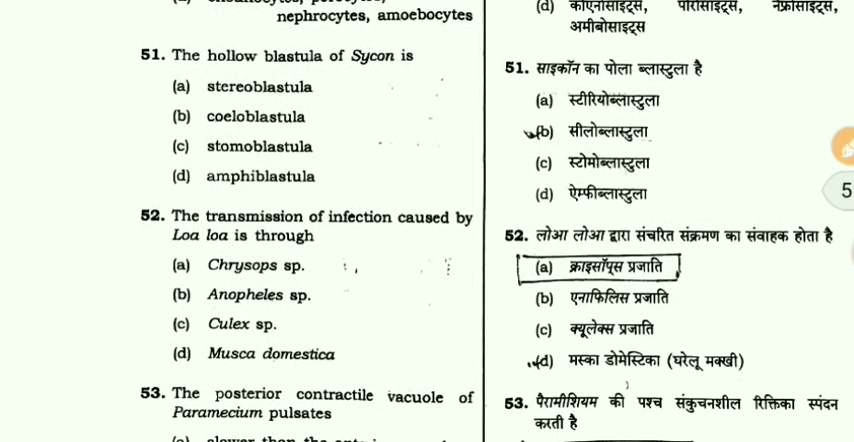 nephrocytes, amoebocytes
51. The hollow blastula of Sycon is
(a) stereoblastula
(b) coeloblastula
(c) stomoblastula
(d) amphiblastula
52. The transmission of infection caused by
Loa loa is through
(a) Chrysops sp.
(b) Anopheles sp.
(c) Culex sp.
(d) Musca domestica
53. The posterior contractile vacuole of
Paramecium pulsates
(d) कोएनोसाइट्स, पोरोसाइट्स, नेफ्रोसाइट्स,
अमीबोसाइट्स
51. साइकॉन का पोला ब्लास्टुला है
(a) स्टीरियोब्लास्टुला
(b) सीलोब्लास्टुला
(c) स्टोमोब्लास्टुला
(d) ऐम्फीब्लास्टुला
52. लोआ लोआ द्वारा संचरित संक्रमण का संवाहक होता है
(a) क्राइसॉप्स प्रजाति
(b) एनाफिलिस प्रजाति
(c) क्यूलेक्स प्रजाति
(d) मस्का डोमेस्टिका (घरेलू मक्खी)
53. पैरामीशियम की पश्च संकुचनशील रिक्तिका स्पंदन
करती है
5